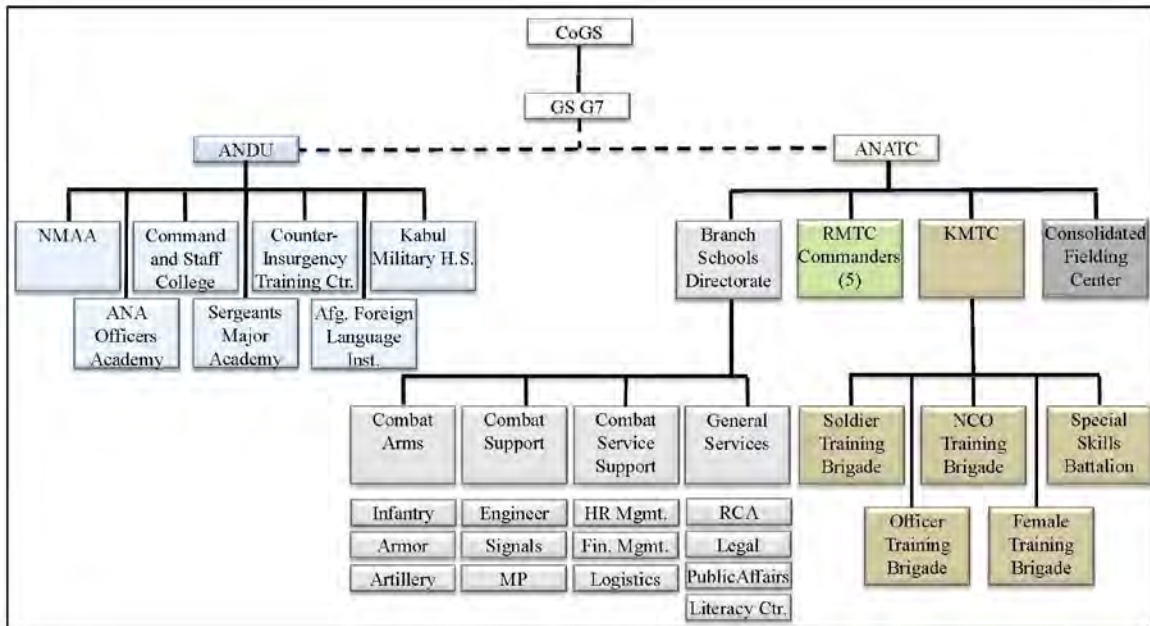 CoGS
GS G7
ANDU
ANATC
NMAA
Command
and Staff
College
Counter-
Insurgency
Training Ctr.
Kabul
Military H.S.
ANA
Officers
Academy
Sergeants
Major
Academy
Afg. Foreign
Language
Inst.
Branch
Schools
Directorate
RMTC
Commanders
(5)
KMTC
Consolidated
Fielding
Center
Combat
Arms
Combat
Support
Combat
Service
Support
General
Services
Soldier
Training
Brigade
NCO
Training
Brigade
Special
Skills
Battalion
Infantry
Engineer
HR Mgmt.
RCA
Armor
Signals
Fin. Mgmt.
Legal
Artillery
MP
Logistics
PublicAffairs
Literacy Ctr.
Officer
Training
Brigade
Female
Training
Brigade